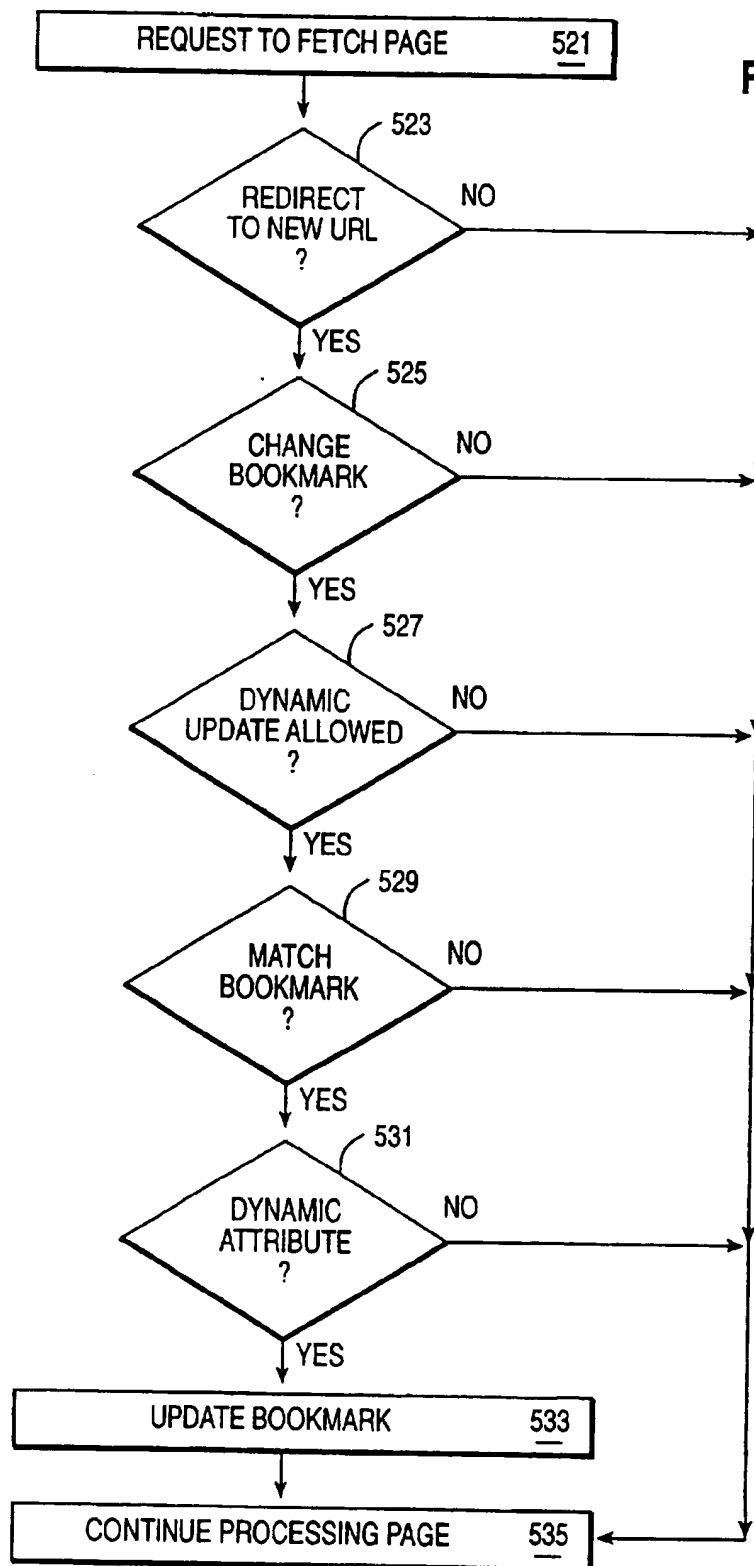 REQUEST TO FETCH PAGE 521
523
REDIRECT
TO NEW URL
?
NO
YES
525
CHANGE
BOOKMARK
?
NO
YES
527
DYNAMIC
UPDATE ALLOWED
?
NO
YES
529
MATCH
BOOKMARK
?
NO
YES
531
DYNAMIC
ATTRIBUTE
?
NO
YES
UPDATE BOOKMARK 533
CONTINUE PROCESSING PAGE 535